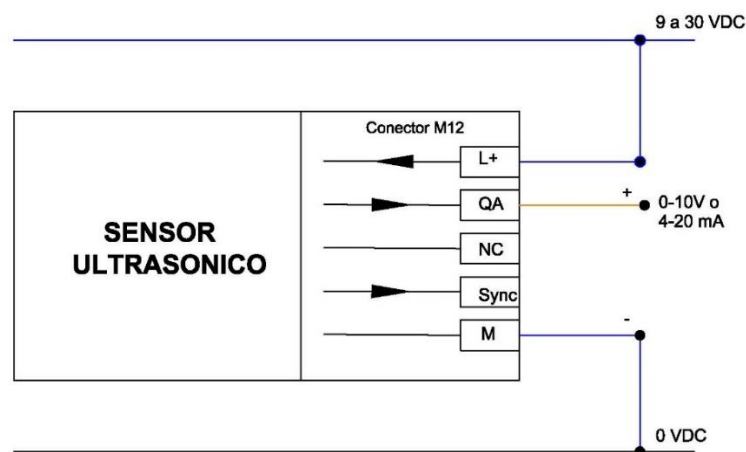 9 a 30 VDC
Conector M12
L+
+
QA
0-10V o
4-20 mA
SENSOR
ULTRASONICO
NC
Sync
-
M
0 VDC